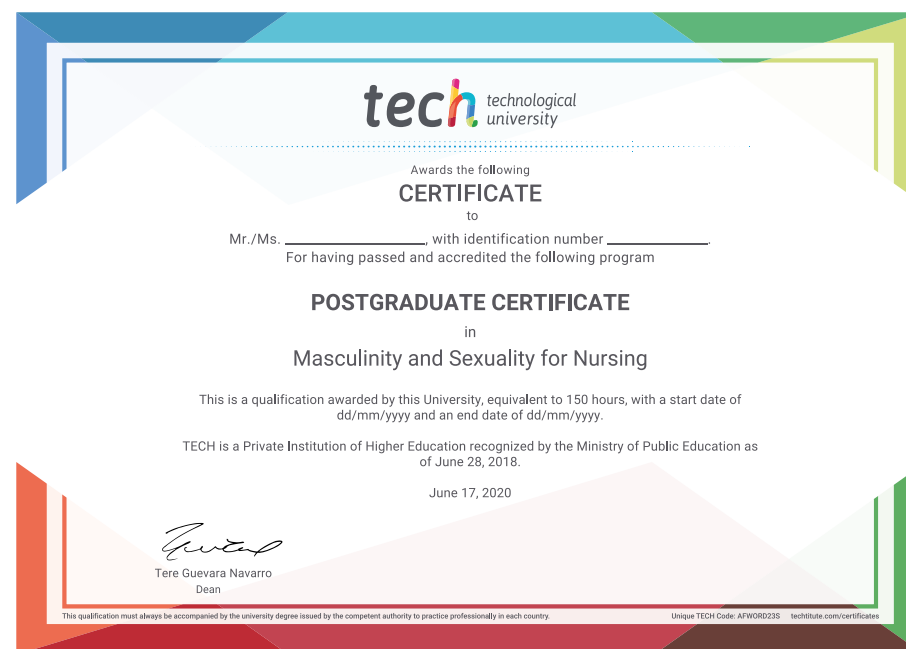 tech technological
university
Awards the following
CERTIFICATE
to
Mr./Ms. ____________________, with identification number ______________.
For having passed and accredited the following program
POSTGRADUATE CERTIFICATE
in
Masculinity and Sexuality for Nursing
This is a qualification awarded by this University, equivalent to 150 hours, with a start date of
dd/mm/yyyy and an end date of dd/mm/yyyy.
TECH is a Private Institution of Higher Education recognized by the Ministry of Public Education as
of June 28, 2018.
June 17, 2020
Tere Guevara Navarro
Dean
This qualification must always be accompanied by the university degree issued by the competent authority to practice professionally in each country. Unique TECH Code: AFWORD23S techtitute.com/certificates